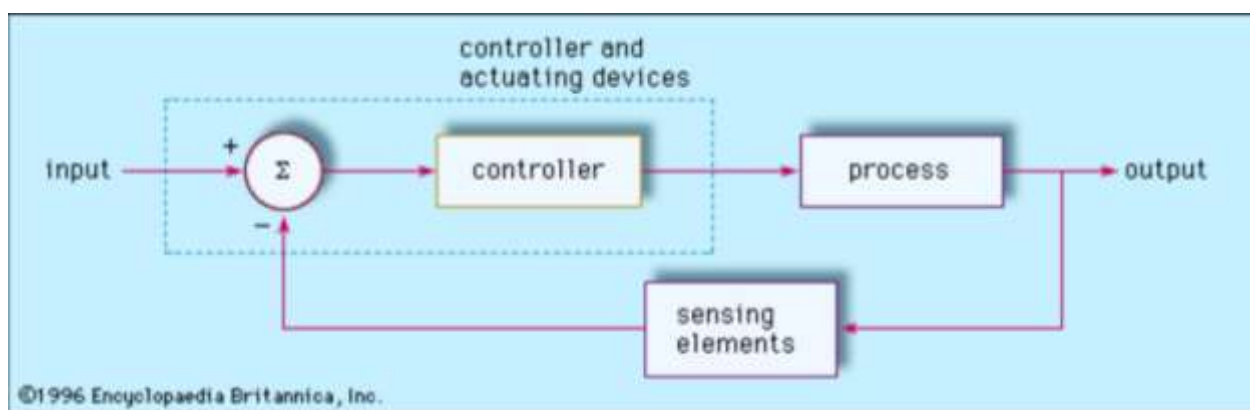 controller and
actuating devices
+
input
Σ
controller
process
output
−
sensing
elements
©1996 Encyclopaedia Britannica, Inc.